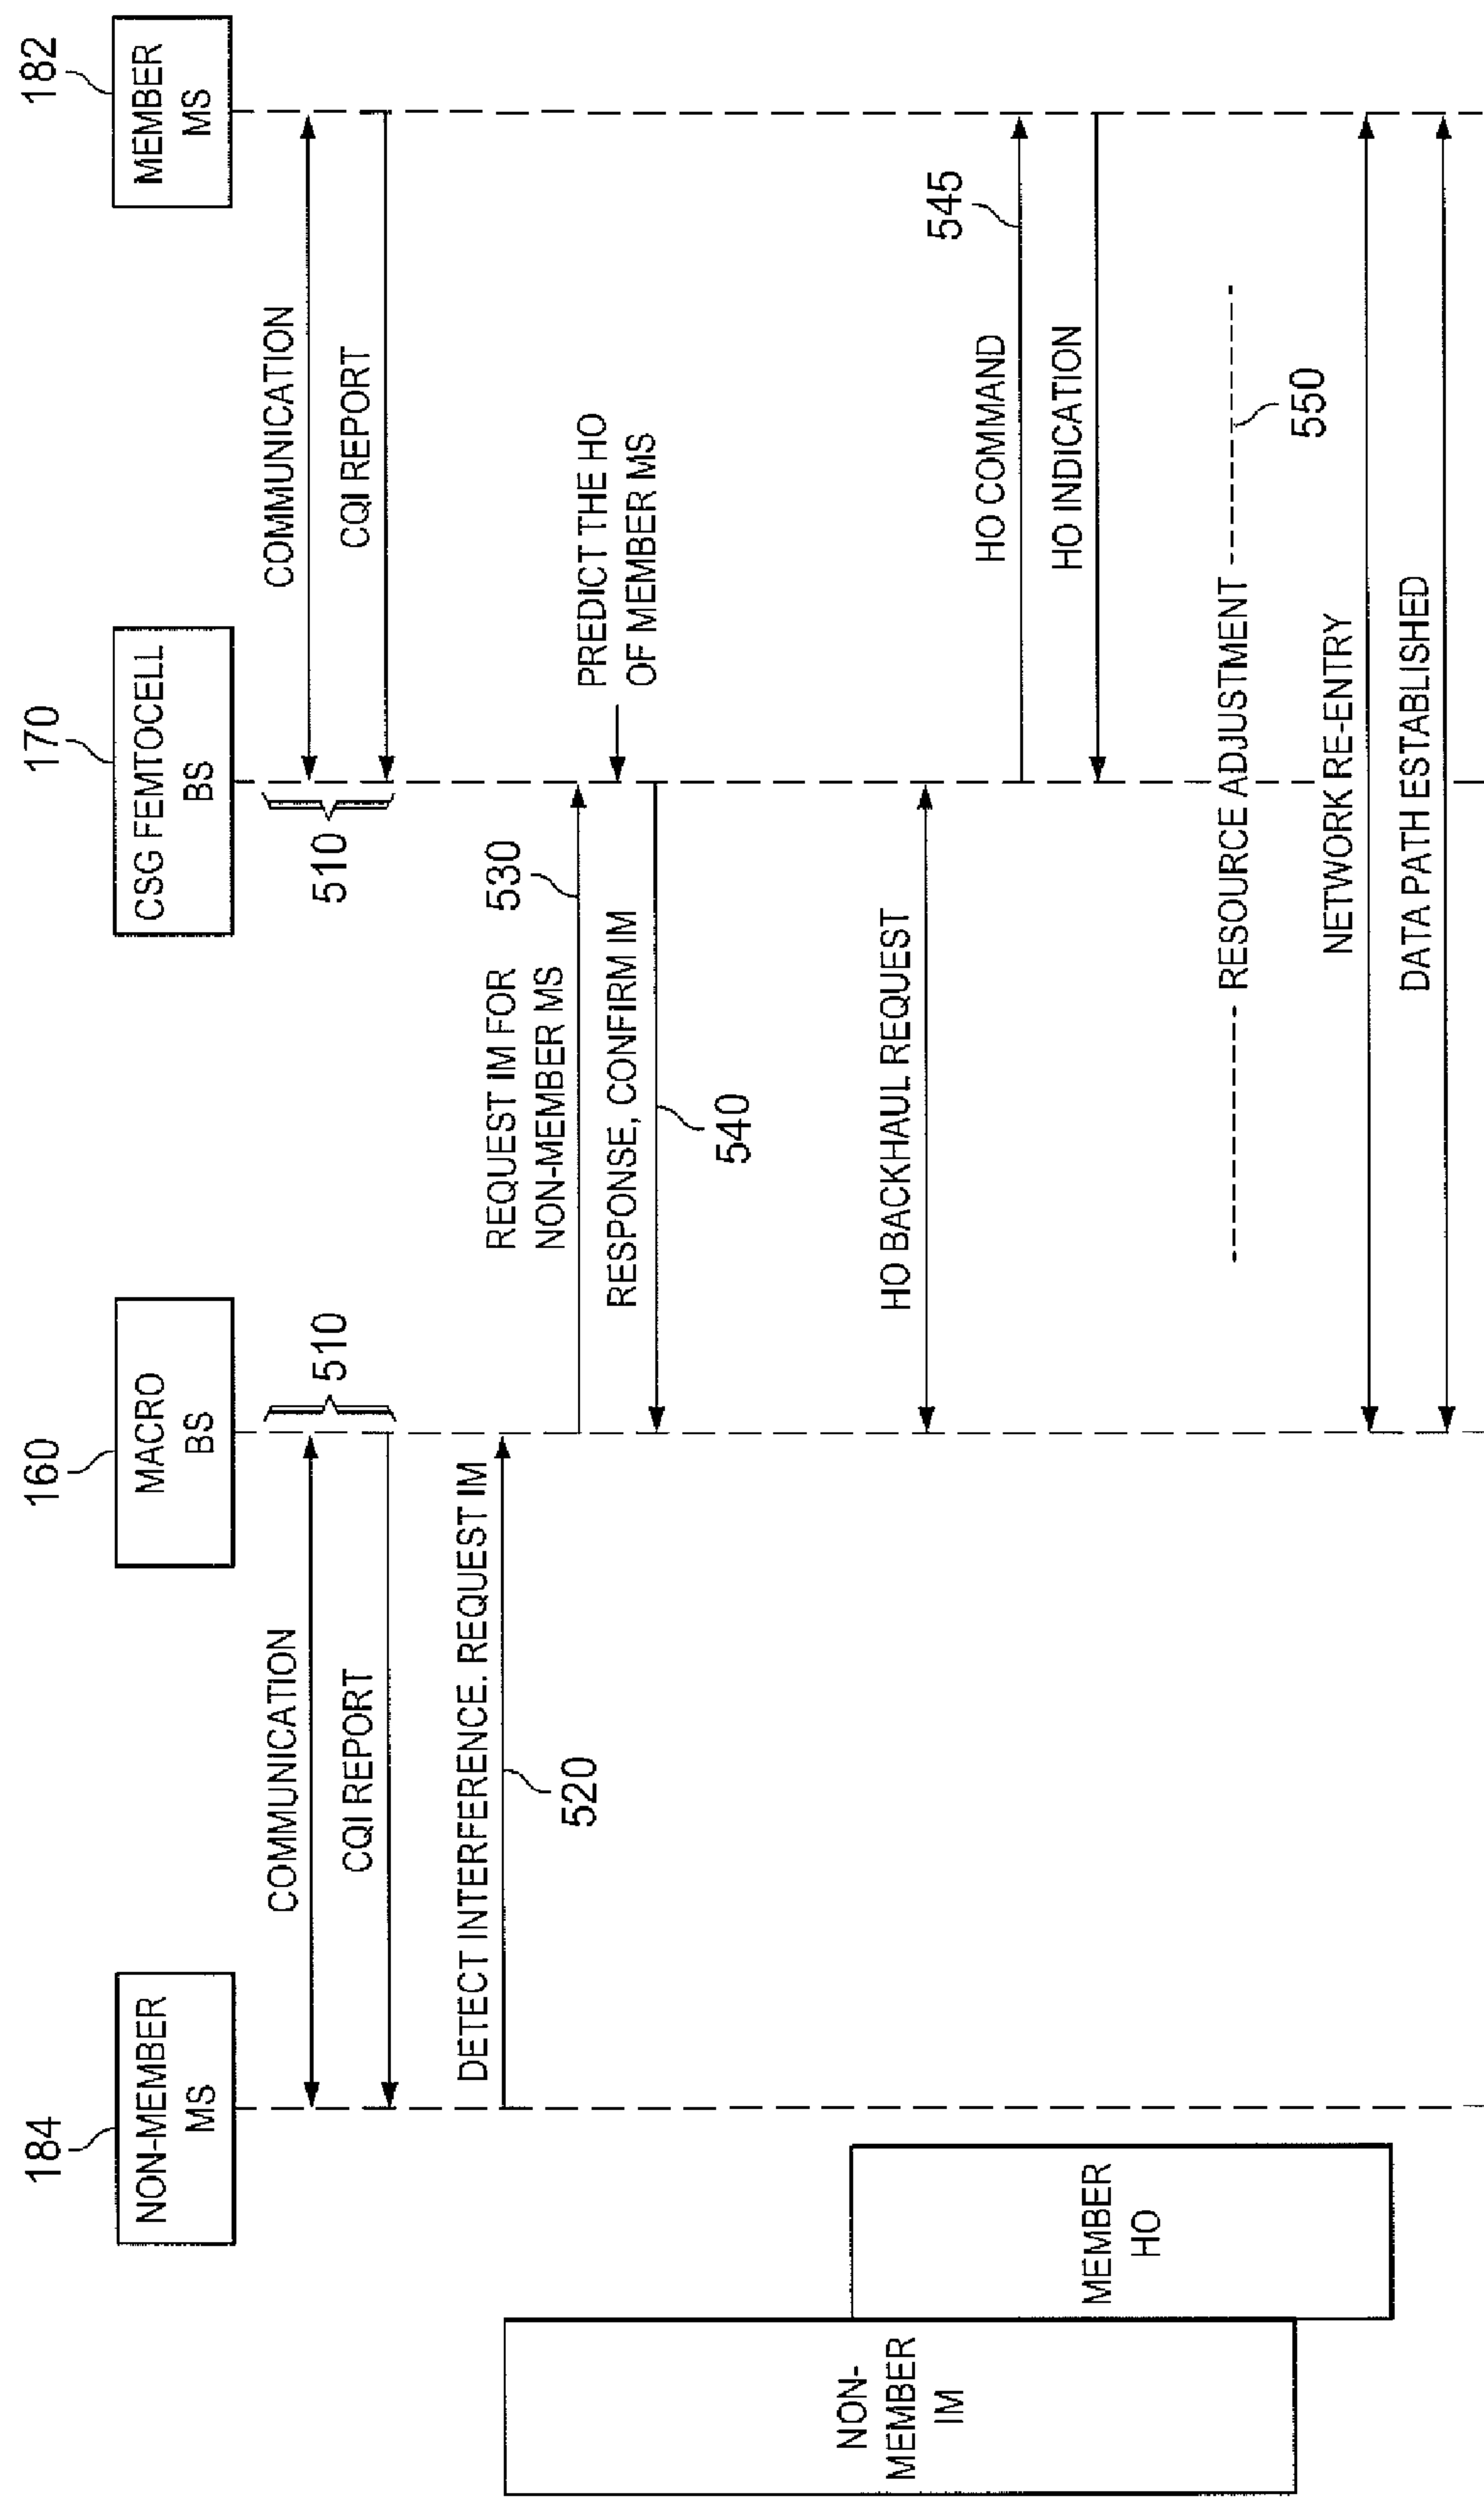 184
NON-MEMBER
MS
160
MACRO
BS
170
CSG FEMTOCELL
BS
182
MEMBER
MS
COMMUNICATION
510
510
COMMUNICATION
CQI REPORT
CQI REPORT
DETECT INTERFERENCE. REQUEST IM
520
REQUEST IM FOR
NON-MEMBER MS
530
PREDICT THE HO
OF MEMBER MS
RESPONSE, CONFIRM IM
540
NON-
MEMBER
IM
MEMBER
HO
HO BACKHAUL REQUEST
HO COMMAND
545
HO INDICATION
RESOURCE ADJUSTMENT
550
NETWORK RE-ENTRY
DATA PATH ESTABLISHED